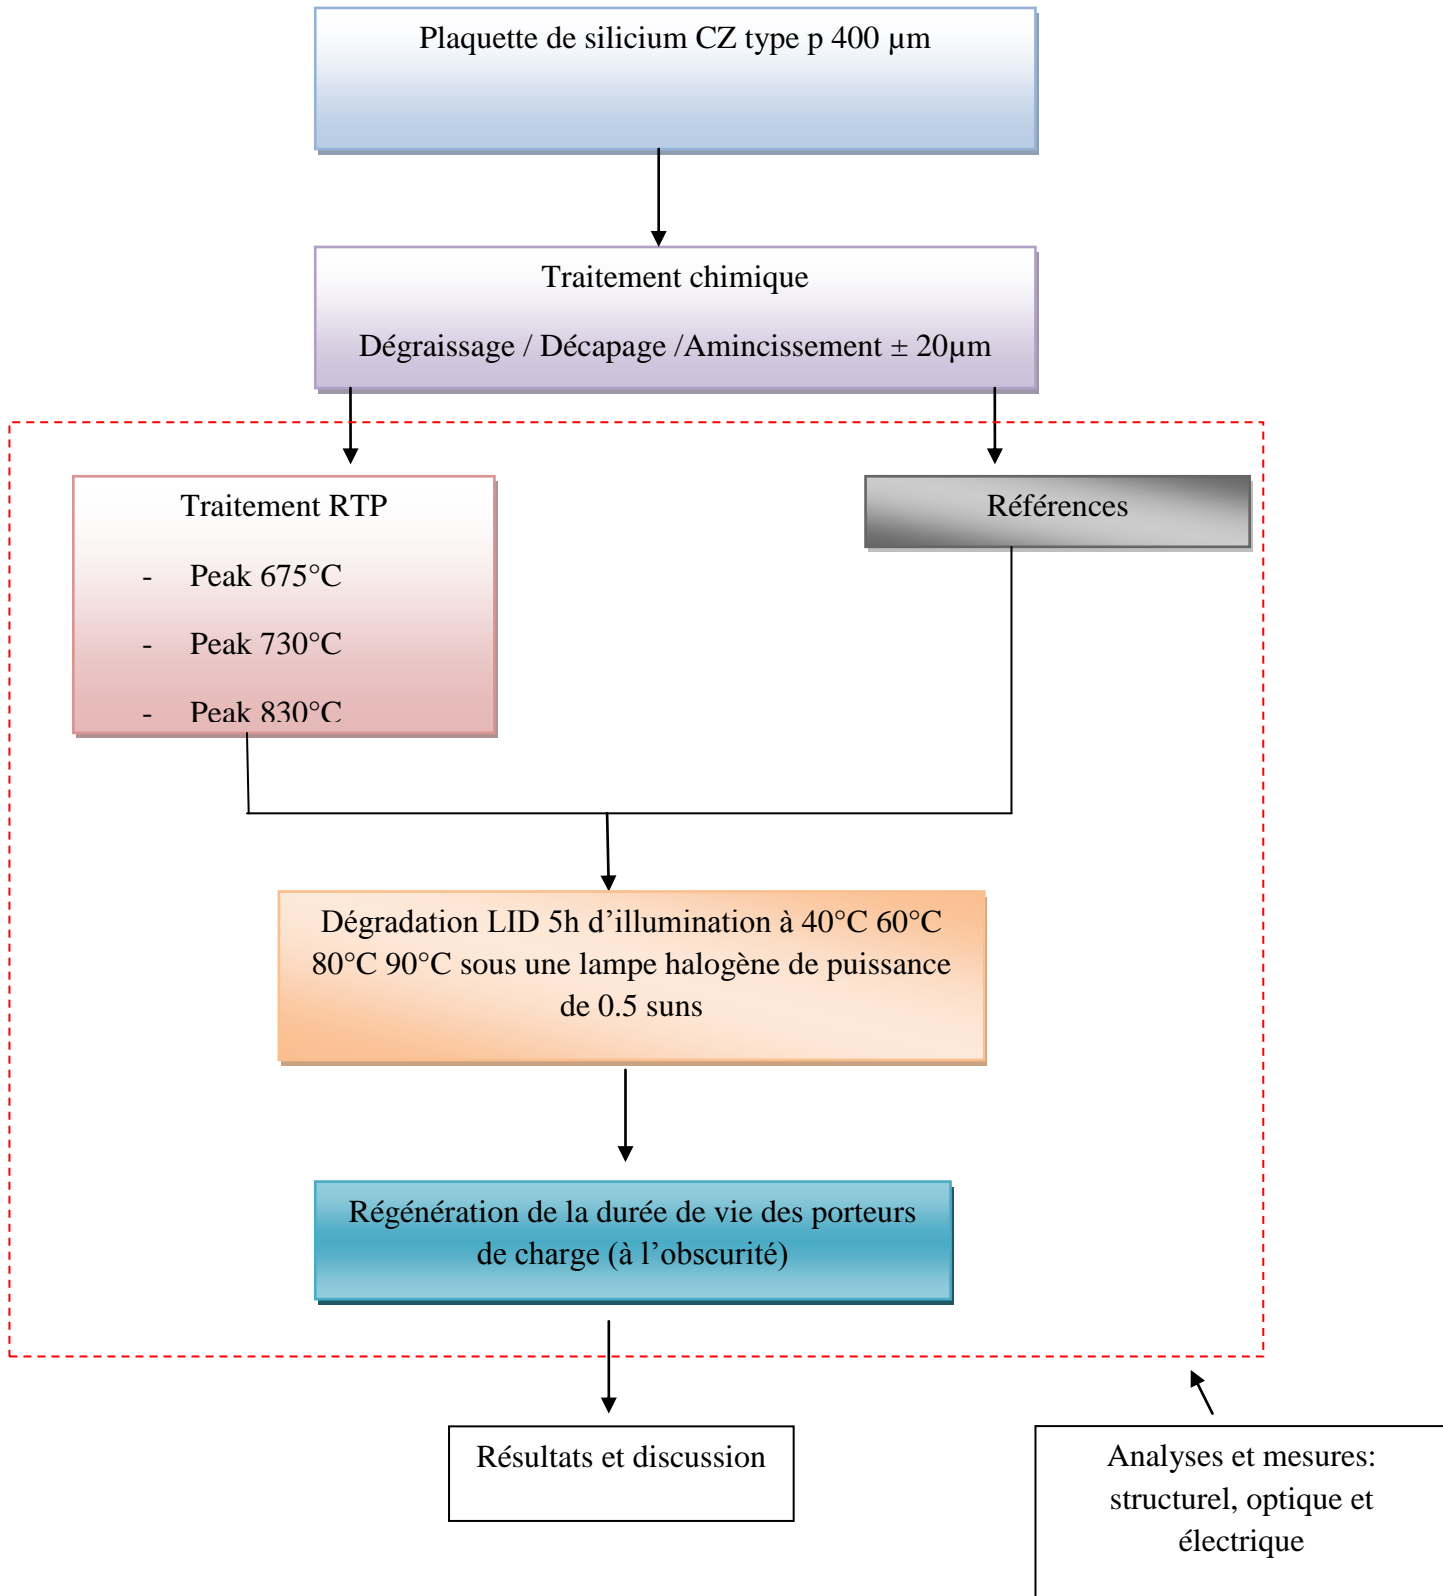 Plaquette de silicium CZ type p 400 µm
Traitement chimique
Dégraissage / Décapage /Amincissement ± 20µm
Traitement RTP
- Peak 675°C
- Peak 730°C
- Peak 830°C
Références
Dégradation LID 5h d’illumination à 40°C 60°C
80°C 90°C sous une lampe halogène de puissance
de 0.5 suns
Régénération de la durée de vie des porteurs
de charge (à l’obscurité)
Résultats et discussion
Analyses et mesures:
structurel, optique et
électrique